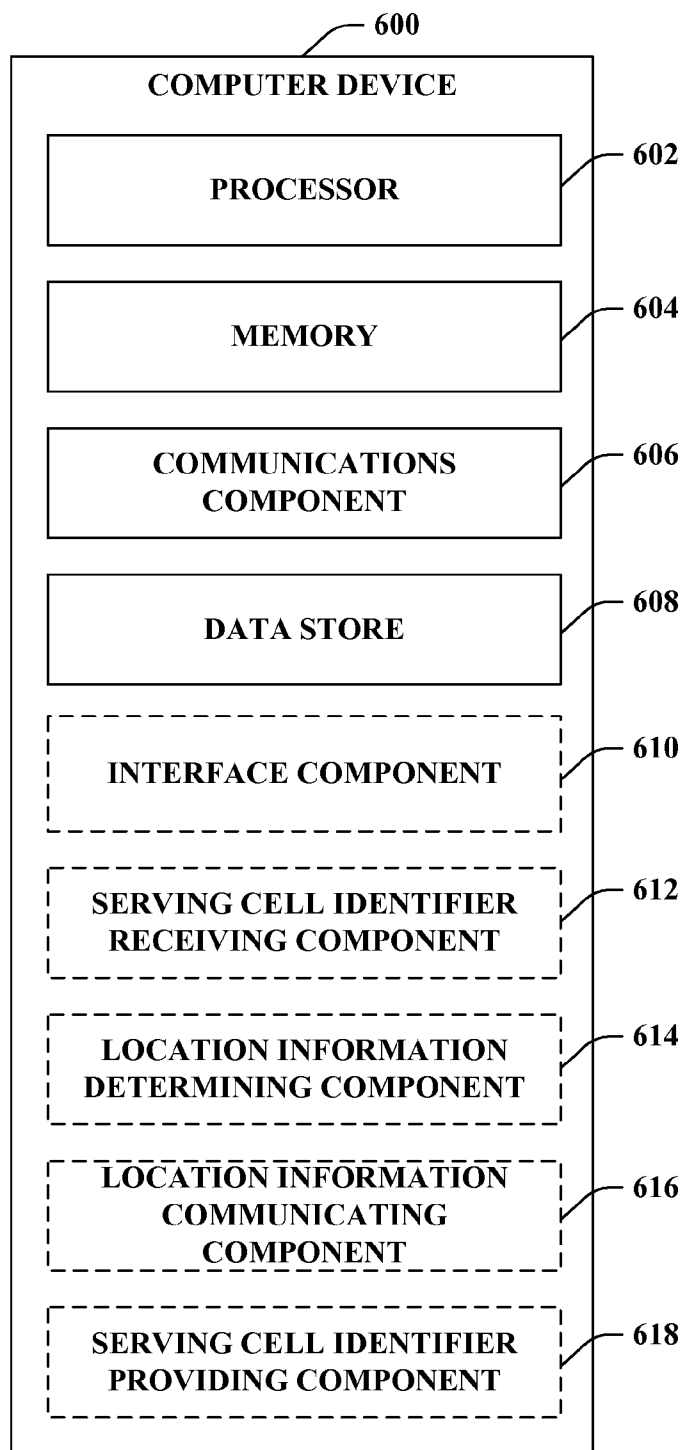 600
COMPUTER DEVICE
PROCESSOR
602
MEMORY
604
COMMUNICATIONS
COMPONENT
606
DATA STORE
608
INTERFACE COMPONENT
610
SERVING CELL IDENTIFIER
RECEIVING COMPONENT
612
LOCATION INFORMATION
DETERMINING COMPONENT
614
LOCATION INFORMATION
COMMUNICATING
COMPONENT
616
SERVING CELL IDENTIFIER
PROVIDING COMPONENT
618